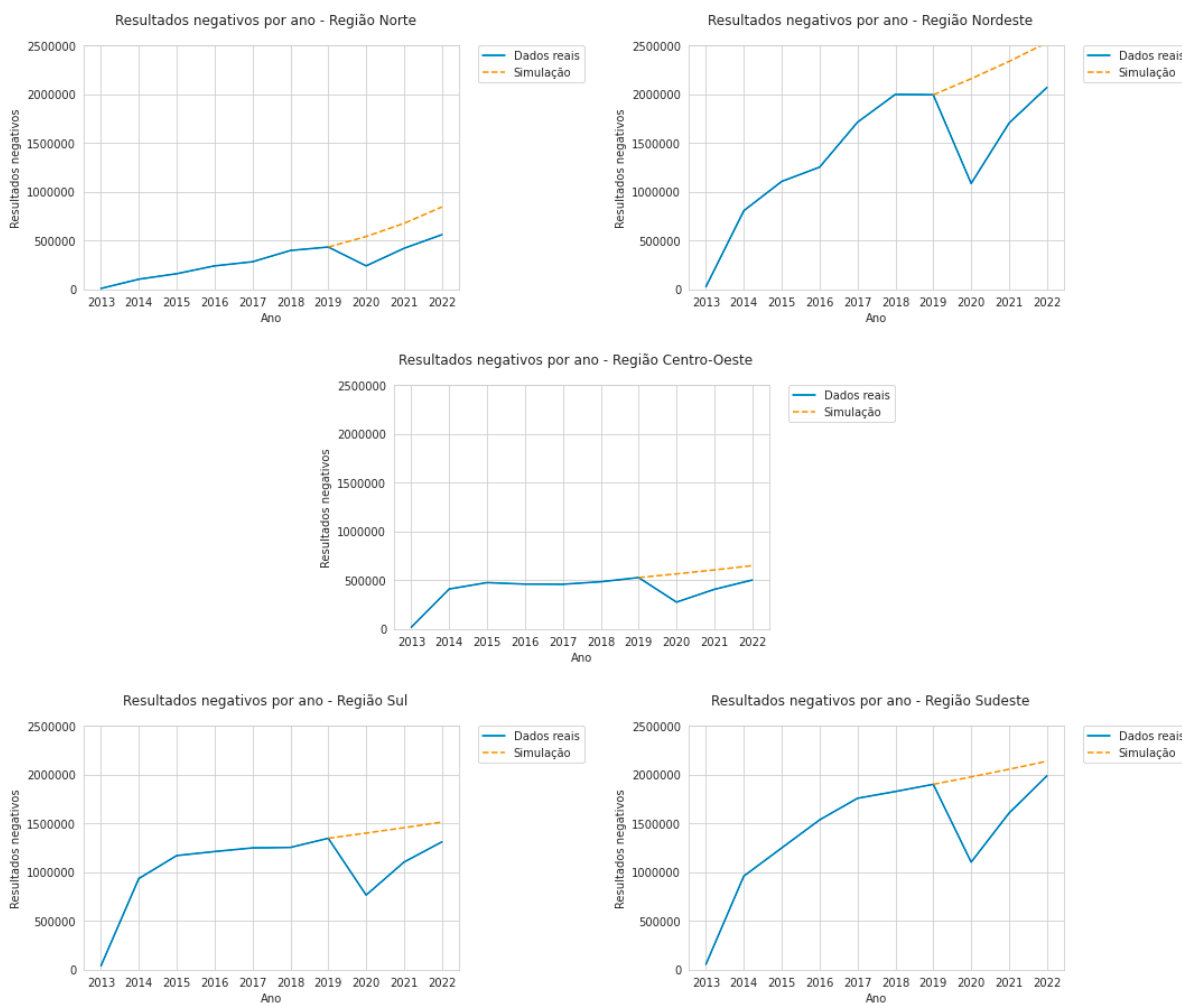 Resultados negativos por ano - Região Norte
2500000
2000000
1500000
1000000
500000
0
Resultados negativos
2013 2014 2015 2016 2017 2018 2019 2020 2021 2022
Ano
Dados reais
Simulação
Resultados negativos por ano - Região Nordeste
2500000
2000000
1500000
1000000
500000
0
Resultados negativos
2013 2014 2015 2016 2017 2018 2019 2020 2021 2022
Ano
Dados reais
Simulação
Resultados negativos por ano - Região Centro-Oeste
2500000
2000000
1500000
1000000
500000
0
Resultados negativos
2013 2014 2015 2016 2017 2018 2019 2020 2021 2022
Ano
Dados reais
Simulação
Resultados negativos por ano - Região Sul
2500000
2000000
1500000
1000000
500000
0
Resultados negativos
2013 2014 2015 2016 2017 2018 2019 2020 2021 2022
Ano
Dados reais
Simulação
Resultados negativos por ano - Região Sudeste
2500000
2000000
1500000
1000000
500000
0
Resultados negativos
2013 2014 2015 2016 2017 2018 2019 2020 2021 2022
Ano
Dados reais
Simulação